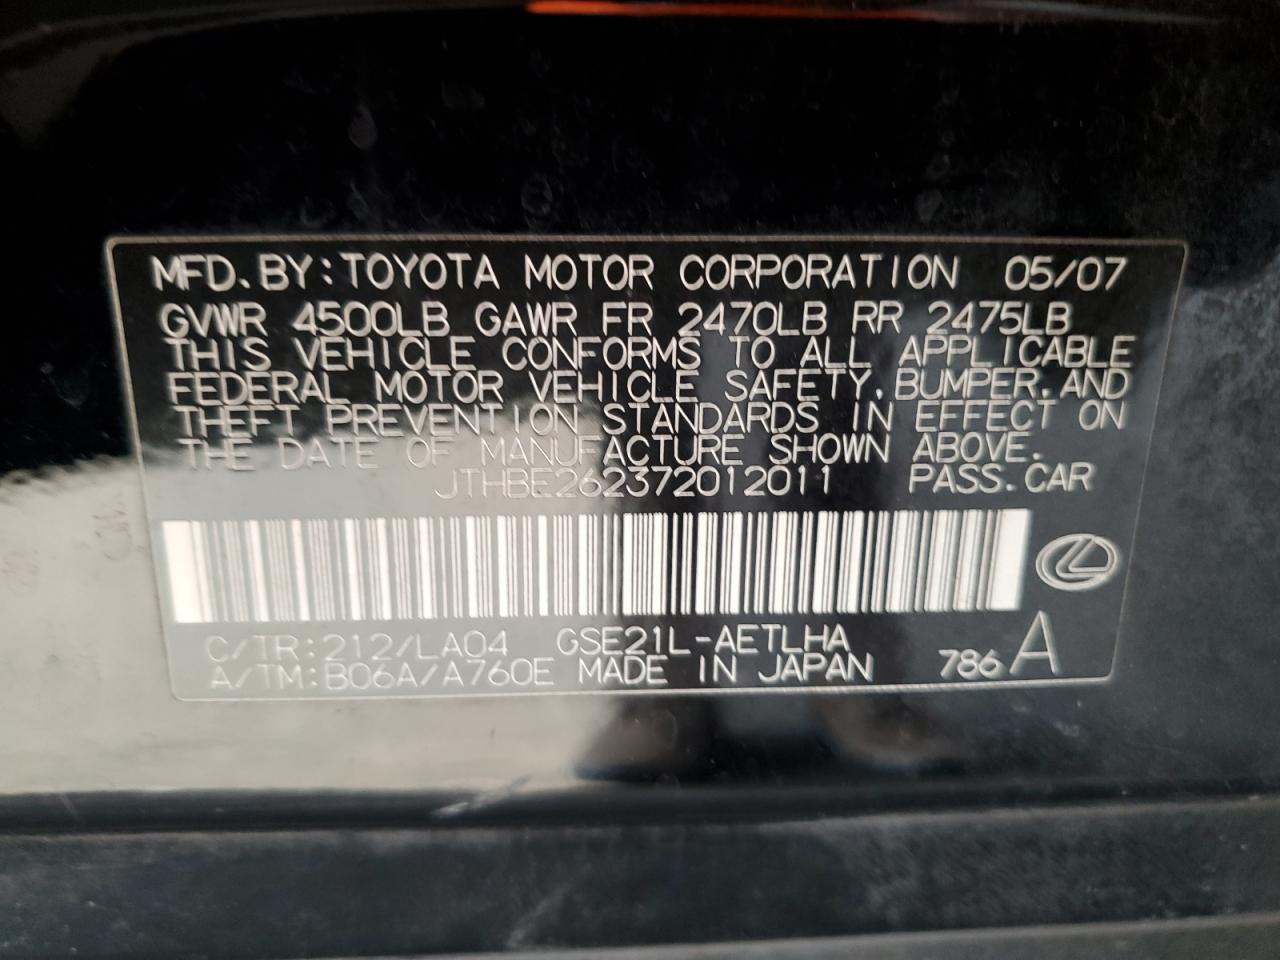 MFD.BY:TOYOTA MOTOR CORPORATION 05/07
GVWR 4500LB GAWR FR 2470LB RR 2475LB
THIS VEHICLE CONFORMS TO ALL APPLICABLE
FEDERAL MOTOR VEHICLE SAFETY,BUMPER,AND
THEFT PREVENTION STANDARDS IN EFFECT ON
THE DATE OF MANUFACTURE SHOWN ABOVE.
JTHBE262372012011 PASS.CAR
C/TR:212/LA04 GSE21L-AETLHA
A/TM:B06A/A760E MADE IN JAPAN 786 A